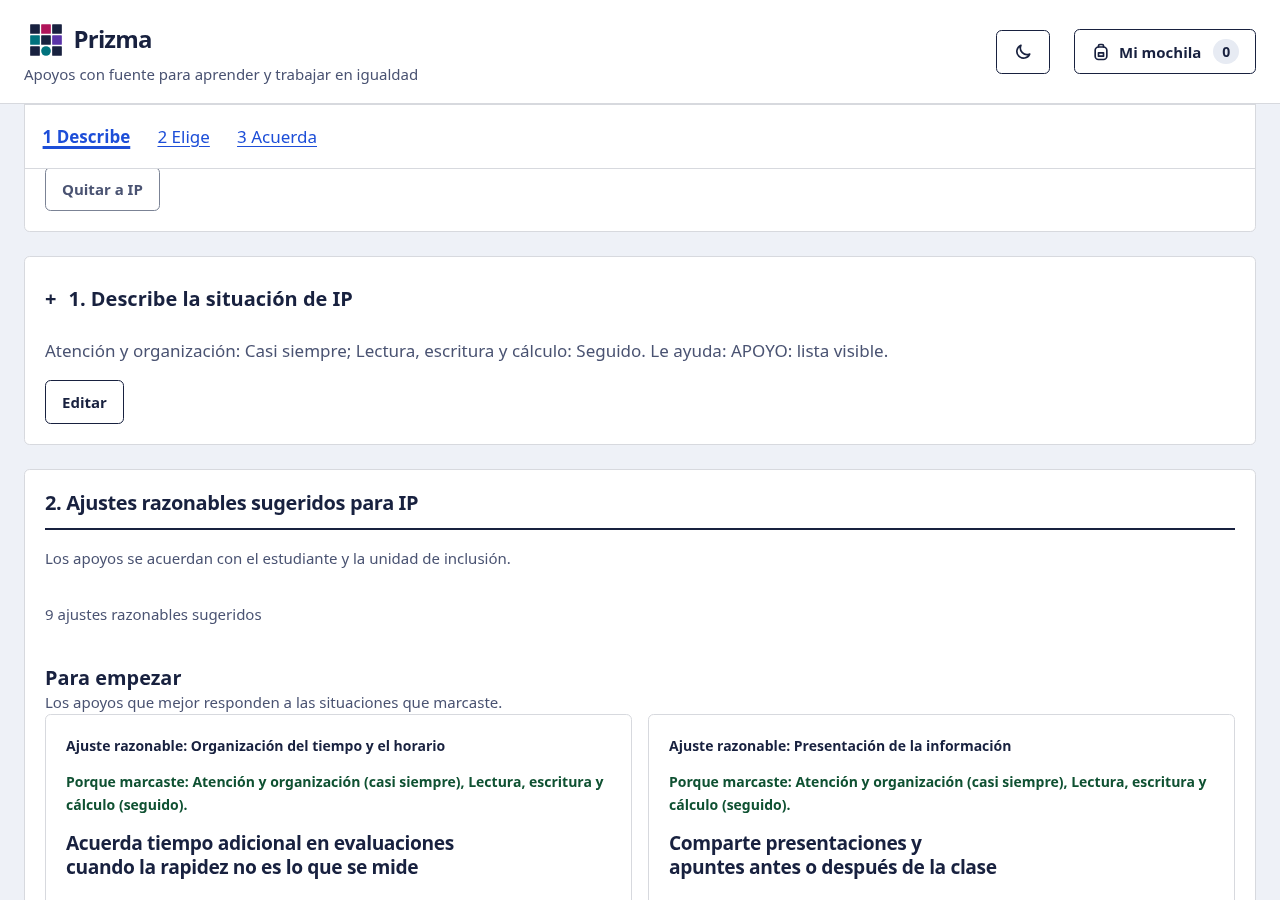 Prizma
Apoyos con fuente para aprender y trabajar en igualdad
Mi mochila 0
1 Describe 2 Elige 3 Acuerda
Quitar a IP
+ 1. Describe la situación de IP
Atención y organización: Casi siempre; Lectura, escritura y cálculo: Seguido. Le ayuda: APOYO: lista visible.
Editar
2. Ajustes razonables sugeridos para IP
Los apoyos se acuerdan con el estudiante y la unidad de inclusión.
9 ajustes razonables sugeridos
Para empezar
Los apoyos que mejor responden a las situaciones que marcaste.
Ajuste razonable: Organización del tiempo y el horario
Porque marcaste: Atención y organización (casi siempre), Lectura, escritura y
cálculo (seguido).
Acuerda tiempo adicional en evaluaciones
cuando la rapidez no es lo que se mide
Ajuste razonable: Presentación de la información
Porque marcaste: Atención y organización (casi siempre), Lectura, escritura y
cálculo (seguido).
Comparte presentaciones y
apuntes antes o después de la clase